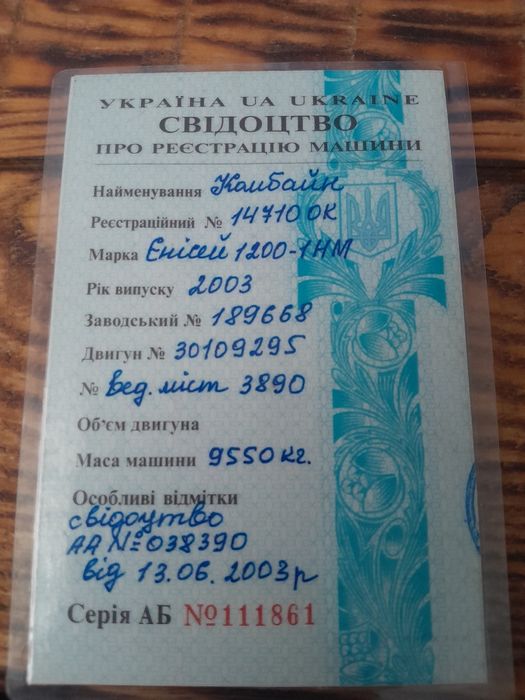 УКРАЇНА UA UKRAINE
СВІДОЦТВО
ПРО РЕЄСТРАЦІЮ МАШИНИ
Найменування Комбайн
Реєстраційний № 14710 ОК
Марка Єнісей 1200-1НМ
Рік випуску 2003
Заводський № 189668
Двигун № 30109295
№ вед. міст 3890
Об'єм двигуна
Маса машини 9550 кг.
Особливі відмітки
свідоцтво
АА №038390
від 13.06.2003р
Серія АБ №111861